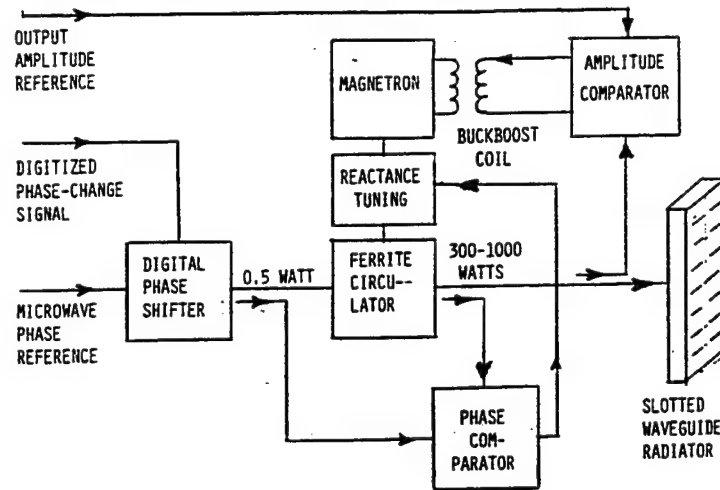 OUTPUT
AMPLITUDE
REFERENCE
MAGNETRON
BUCKBOOST
COIL
AMPLITUDE
COMPARATOR
DIGITIZED
PHASE-CHANGE
SIGNAL
REACTANCE
TUNING
DIGITAL
PHASE
SHIFTER
0.5 WATT
FERRITE
CIRCU--
LATOR
300-1000
WATTS
MICROWAVE
PHASE
REFERENCE
PHASE
COM-
PARATOR
SLOTTED
WAVEGUIDE
RADIATOR